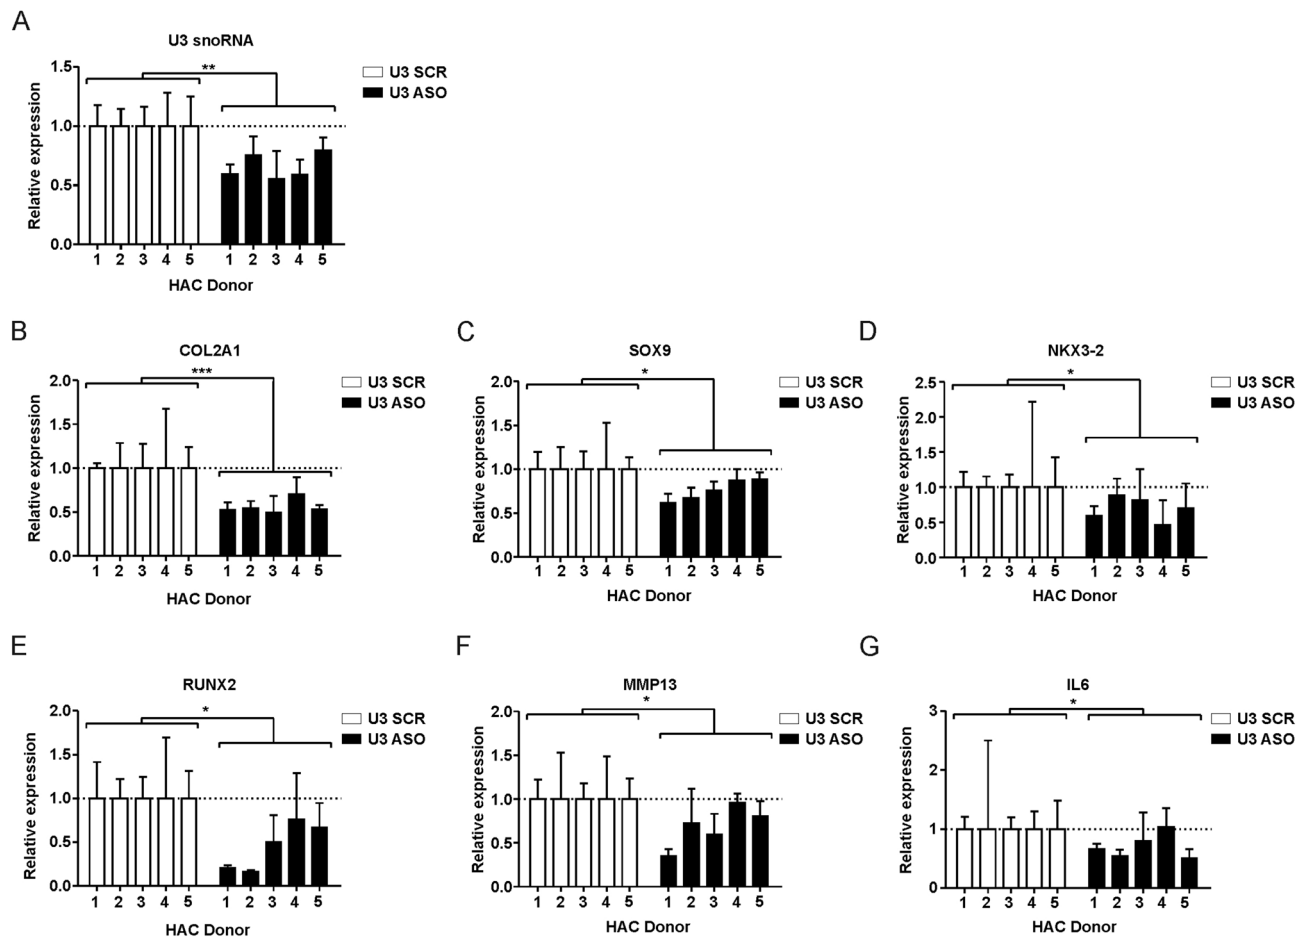 A
U3 snoRNA
Relative expression
1.5
1.0
0.5
0.0
**
1 2 3 4 5 1 2 3 4 5
HAC Donor
U3 SCR
U3 ASO
B
COL2A1
Relative expression
2.0
1.5
1.0
0.5
0.0
***
1 2 3 4 5 1 2 3 4 5
HAC Donor
U3 SCR
U3 ASO
C
SOX9
Relative expression
2.0
1.5
1.0
0.5
0.0
*
1 2 3 4 5 1 2 3 4 5
HAC Donor
U3 SCR
U3 ASO
D
NKX3-2
Relative expression
2.5
2.0
1.5
1.0
0.5
0.0
*
1 2 3 4 5 1 2 3 4 5
HAC Donor
U3 SCR
U3 ASO
E
RUNX2
Relative expression
2.0
1.5
1.0
0.5
0.0
*
1 2 3 4 5 1 2 3 4 5
HAC Donor
U3 SCR
U3 ASO
F
MMP13
Relative expression
2.0
1.5
1.0
0.5
0.0
*
1 2 3 4 5 1 2 3 4 5
HAC Donor
U3 SCR
U3 ASO
G
IL6
Relative expression
3
2
1
0
*
1 2 3 4 5 1 2 3 4 5
HAC Donor
U3 SCR
U3 ASO